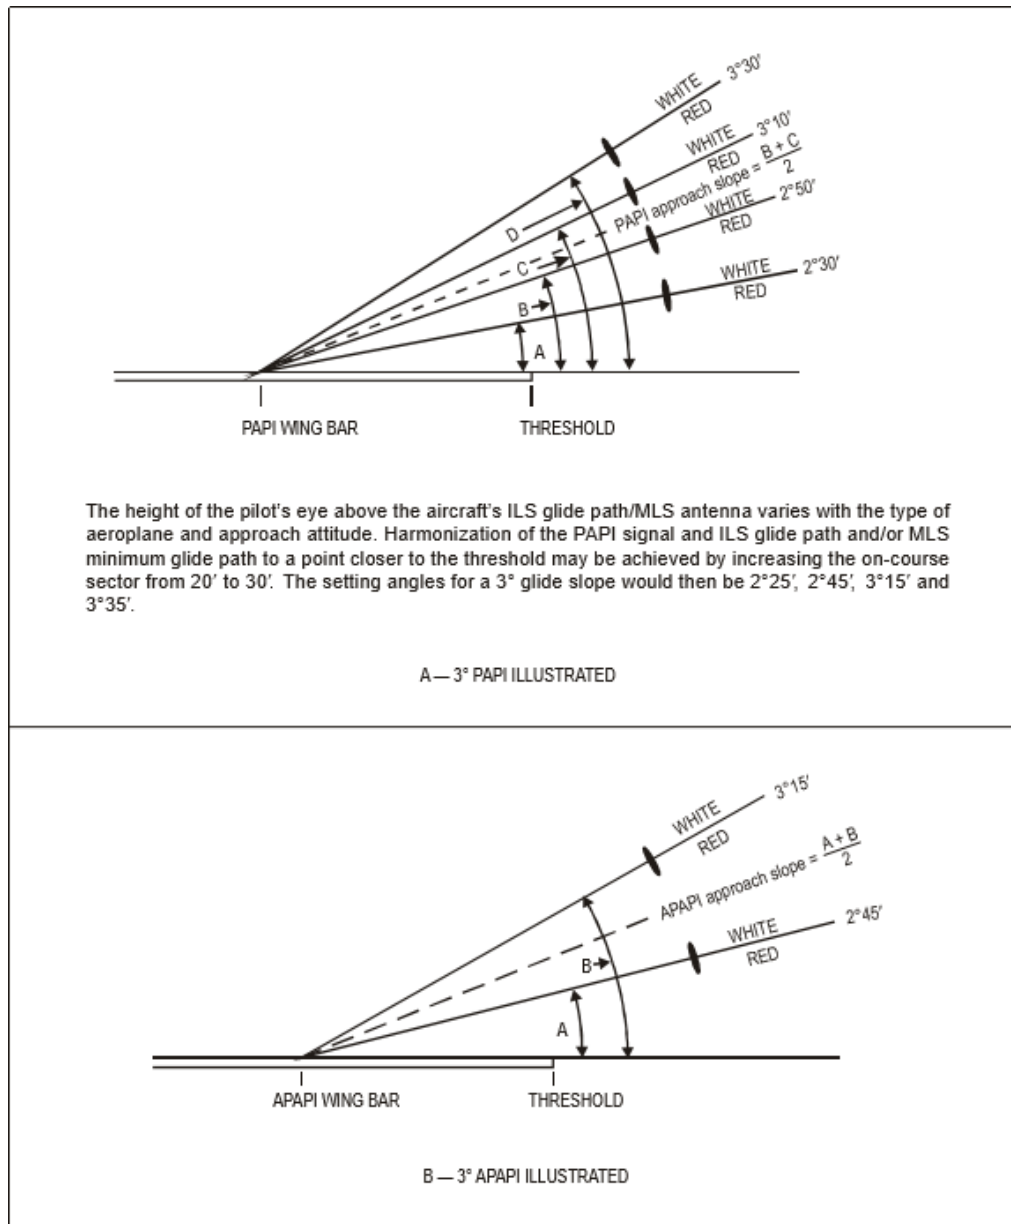 WHITE 3°30′
RED
WHITE 3°10′
RED
PAPI approach slope = B + C
2
WHITE 2°50′
RED
WHITE 2°30′
RED
D
C
B
A
PAPI WING BAR THRESHOLD
The height of the pilot's eye above the aircraft's ILS glide path/MLS antenna varies with the type of
aeroplane and approach attitude. Harmonization of the PAPI signal and ILS glide path and/or MLS
minimum glide path to a point closer to the threshold may be achieved by increasing the on-course
sector from 20′ to 30′. The setting angles for a 3° glide slope would then be 2°25′, 2°45′, 3°15′ and
3°35′.
A — 3° PAPI ILLUSTRATED
WHITE 3°15′
RED
APAPI approach slope = A + B
2
WHITE 2°45′
RED
B
A
APAPI WING BAR THRESHOLD
B — 3° APAPI ILLUSTRATED